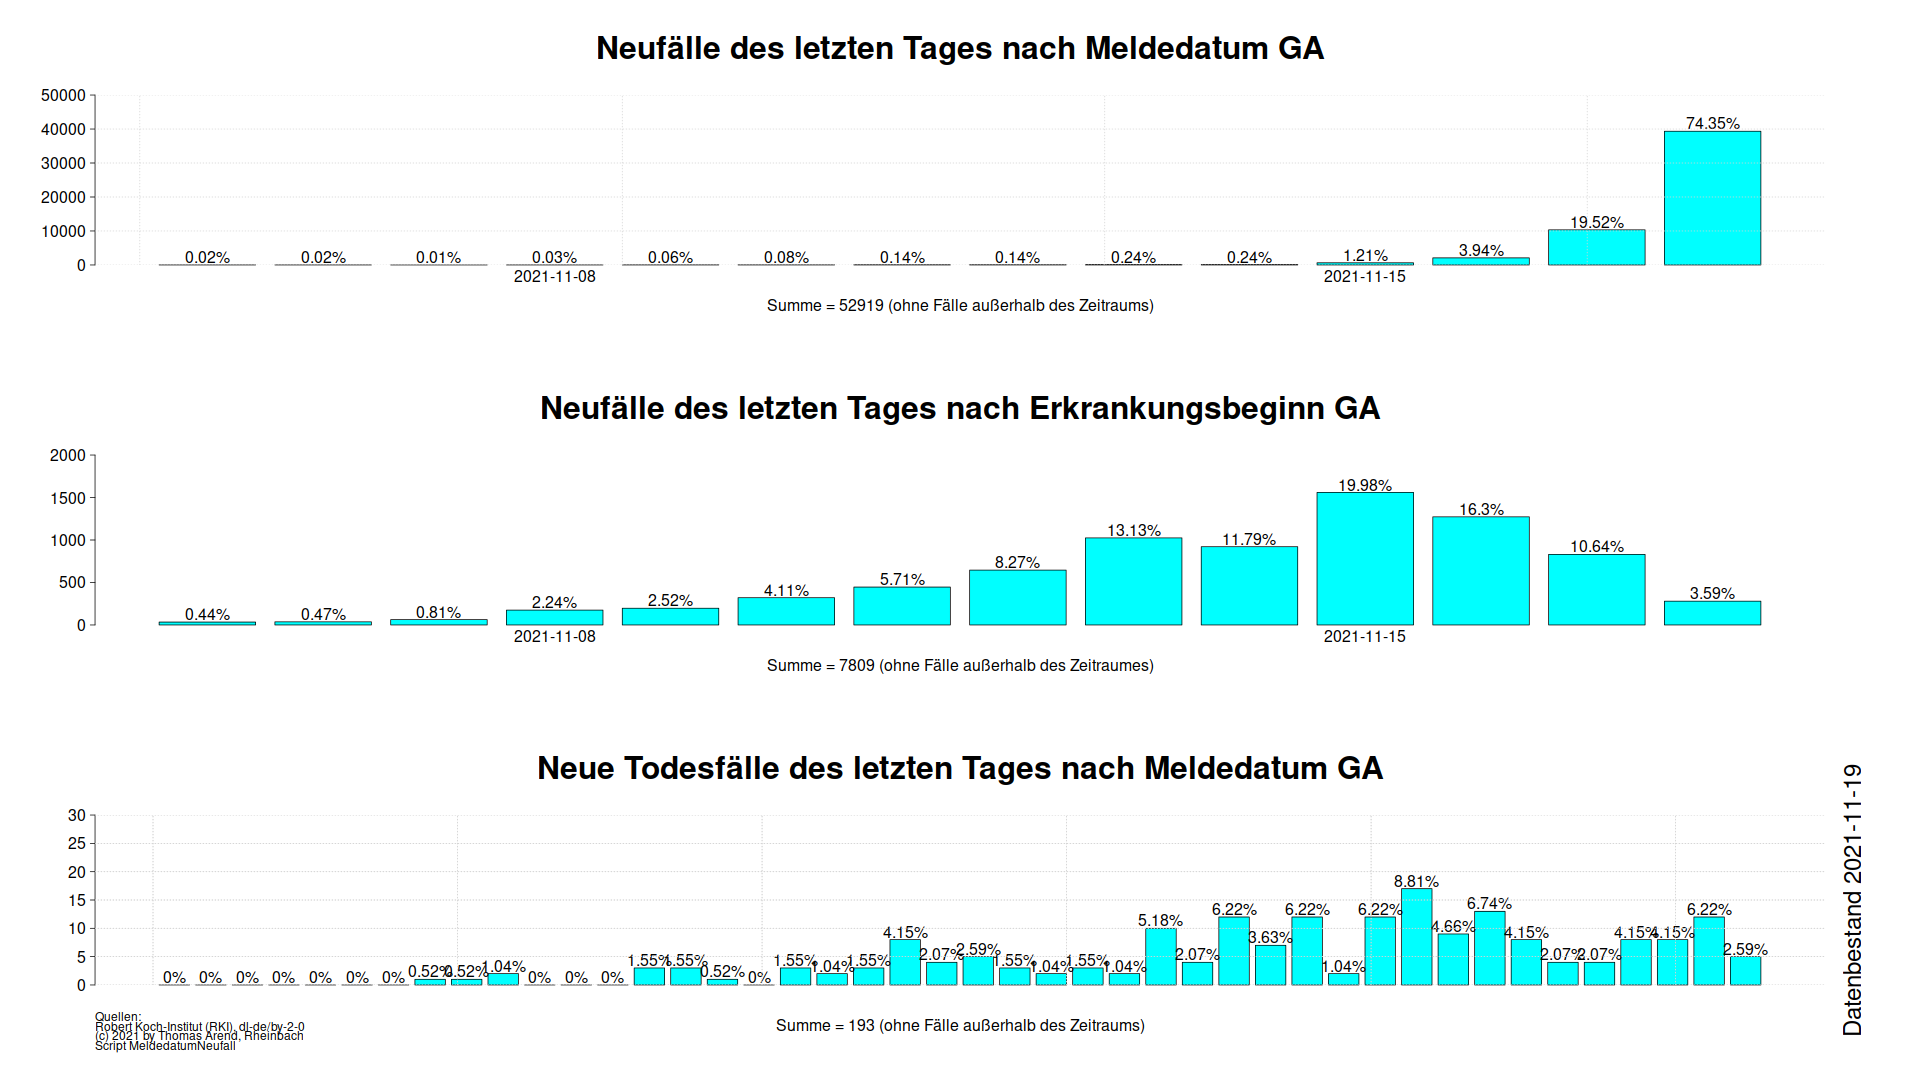 Neufälle des letzten Tages nach Meldedatum GA
50000
40000
30000
20000
10000
0
0.02% 0.02% 0.01% 0.03% 0.06% 0.08% 0.14% 0.14% 0.24% 0.24% 1.21% 3.94% 19.52% 74.35%
2021-11-08 2021-11-15
Summe = 52919 (ohne Fälle außerhalb des Zeitraums)
Neufälle des letzten Tages nach Erkrankungsbeginn GA
2000
1500
1000
500
0
0.44% 0.47% 0.81% 2.24% 2.52% 4.11% 5.71% 8.27% 13.13% 11.79% 19.98% 16.3% 10.64% 3.59%
2021-11-08 2021-11-15
Summe = 7809 (ohne Fälle außerhalb des Zeitraumes)
Neue Todesfälle des letzten Tages nach Meldedatum GA
30
25
20
15
10
5
0
0% 0% 0% 0% 0% 0% 0% 0.52% 0.52% 1.04% 0% 0% 0% 1.55% 1.55% 0.52% 0% 1.55% 1.04% 1.55% 4.15% 2.07% 2.59% 1.55% 1.04% 1.55% 1.04% 5.18% 2.07% 6.22% 3.63% 6.22% 1.04% 6.22% 8.81% 4.66% 6.74% 4.15% 2.07% 2.07% 4.15% 4.15% 6.22% 2.59%
Summe = 193 (ohne Fälle außerhalb des Zeitraums)
Quellen:
Robert Koch-Institut (RKI), dl-de/by-2-0
(c) 2021 by Thomas Arend, Rheinbach
Script MeldedatumNeufall
Datenbestand 2021-11-19